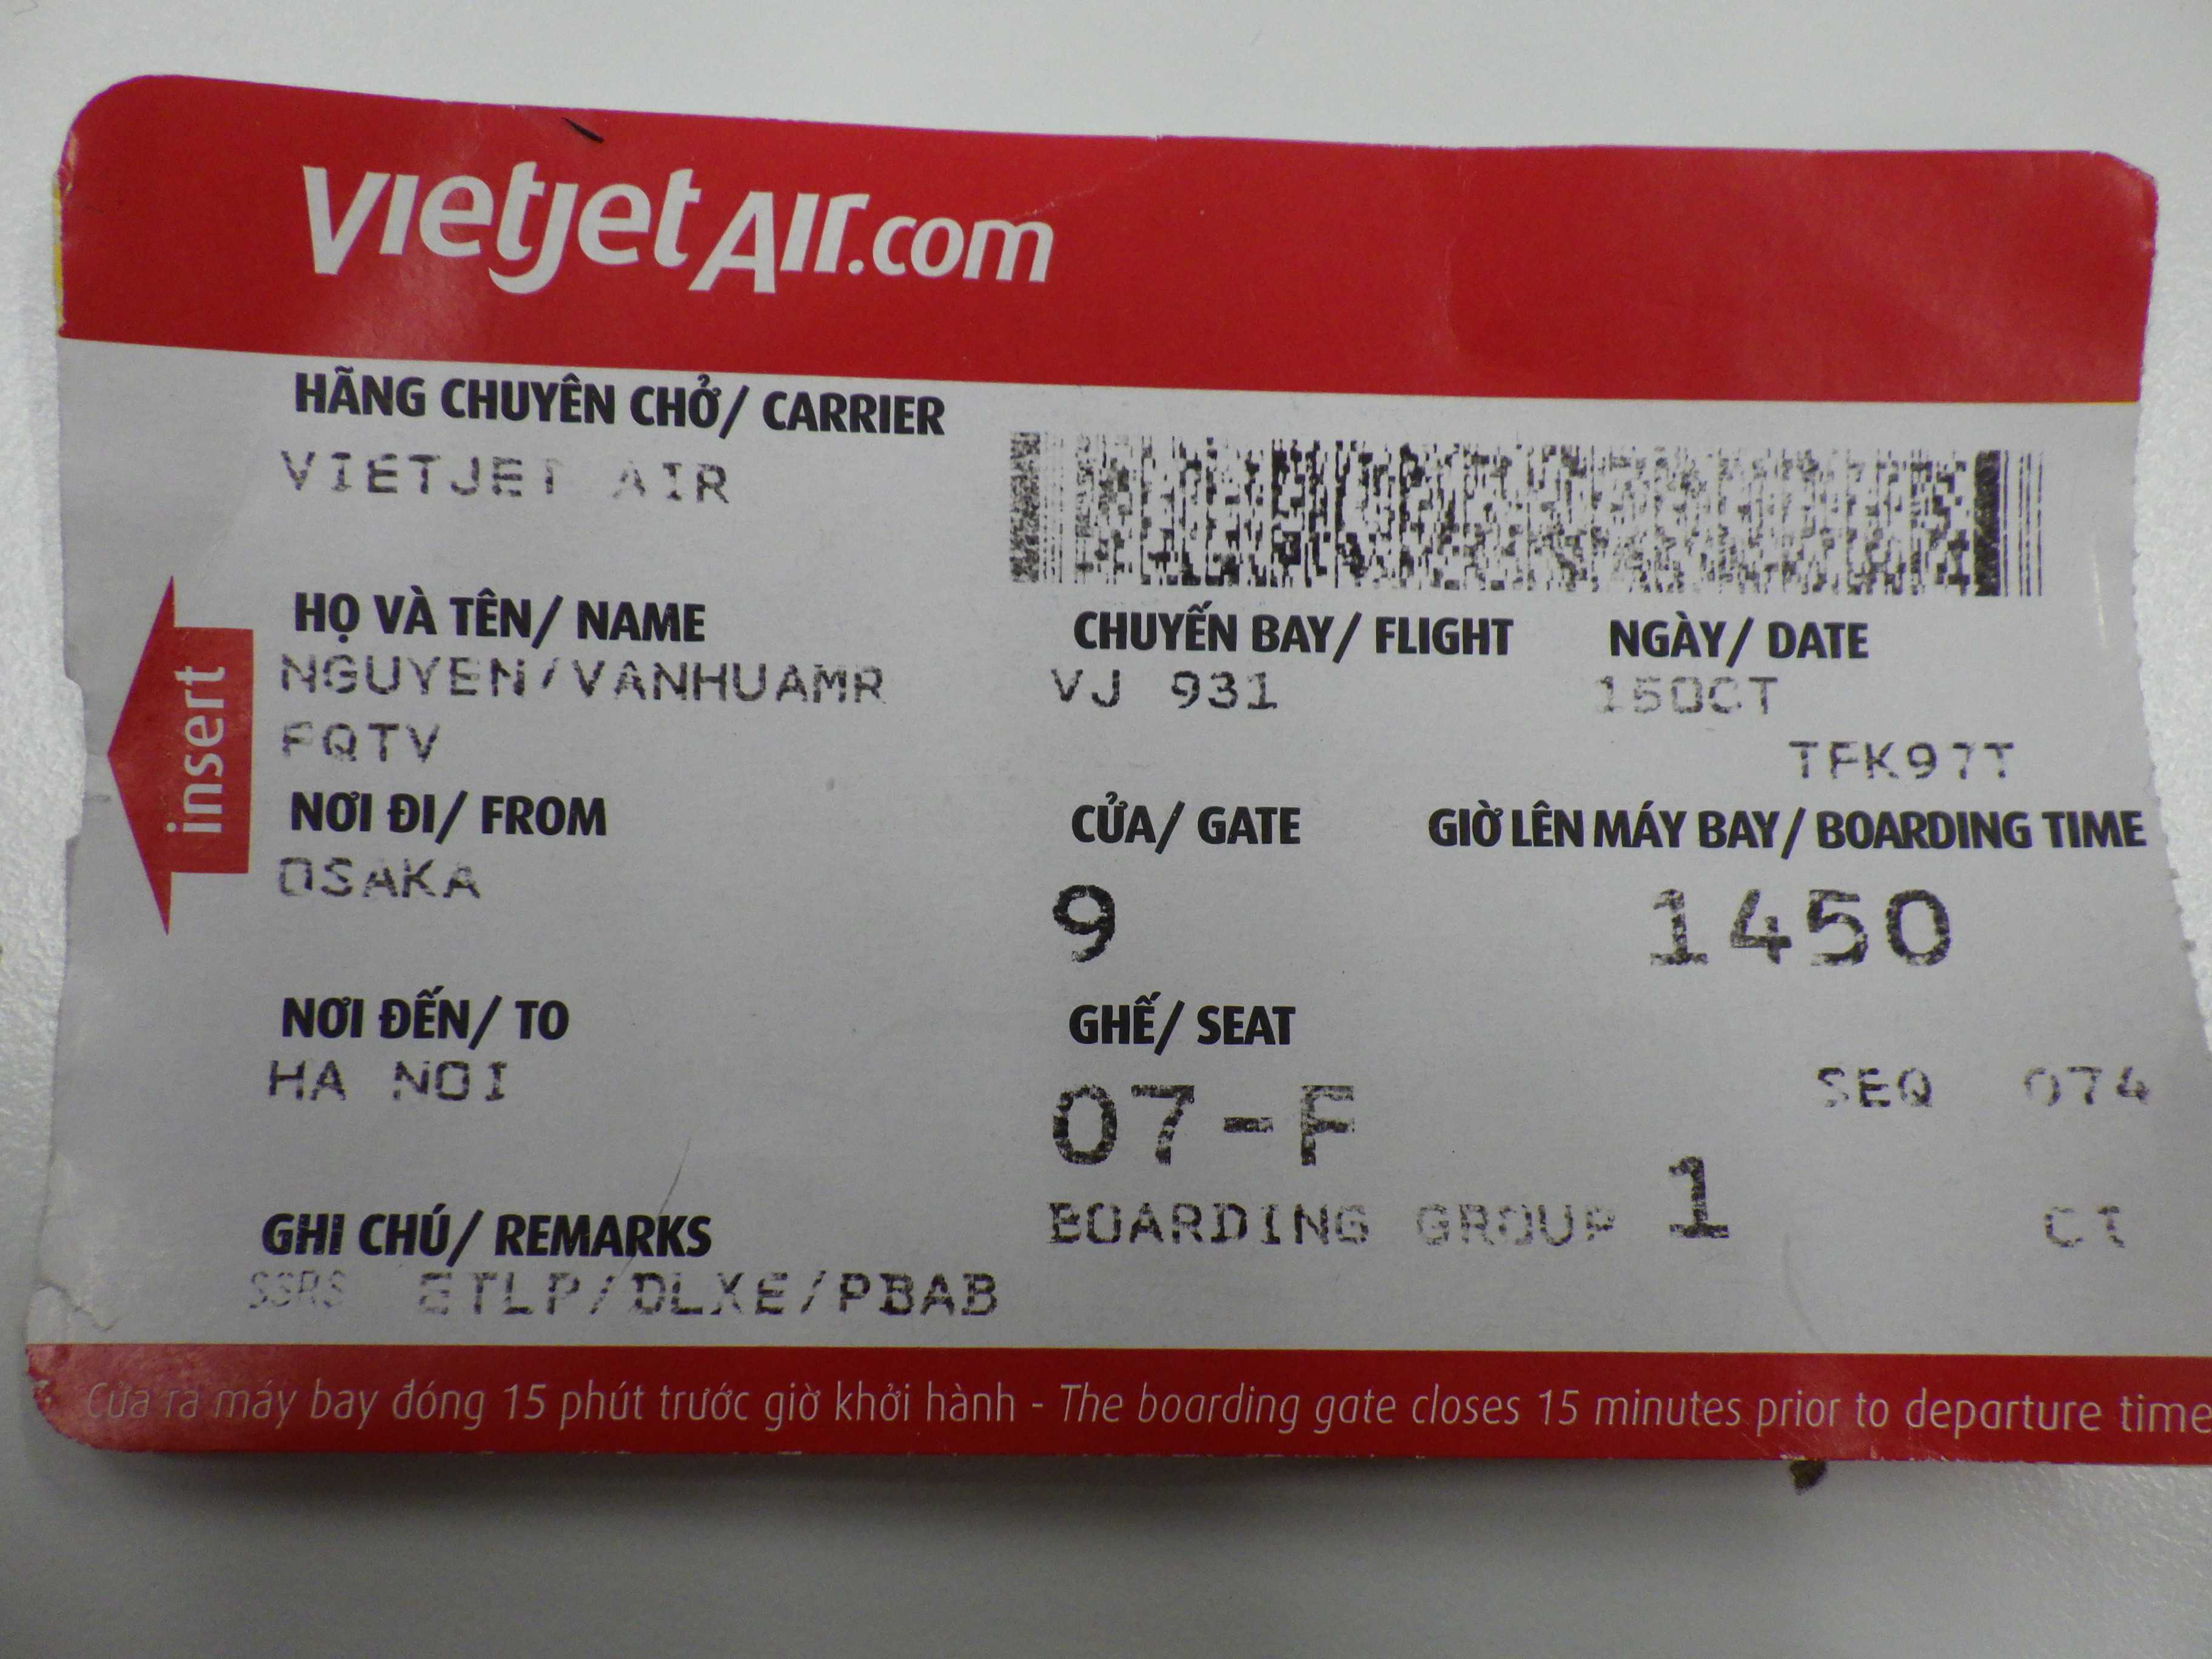 vietjetAir.com
HÃNG CHUYÊN CHỞ/ CARRIER
VIETJET AIR
HỌ VÀ TÊN/ NAME
NGUYEN/VANHUAMR
FQTV
CHUYẾN BAY/ FLIGHT
VJ 931
NGÀY/ DATE
15OCT
insert
NƠI ĐI/ FROM
OSAKA
CỬA/ GATE
9
GIỜ LÊN MÁY BAY/ BOARDING TIME
1450
NƠI ĐẾN/ TO
HA NOI
GHẾ/ SEAT
07-F
SEQ 074
BOARDING GROUP 1
GHI CHÚ/ REMARKS
SSRS ETLP/DLXE/PBAB
Cửa ra máy bay đóng 15 phút trước giờ khởi hành - The boarding gate closes 15 minutes prior to departure time